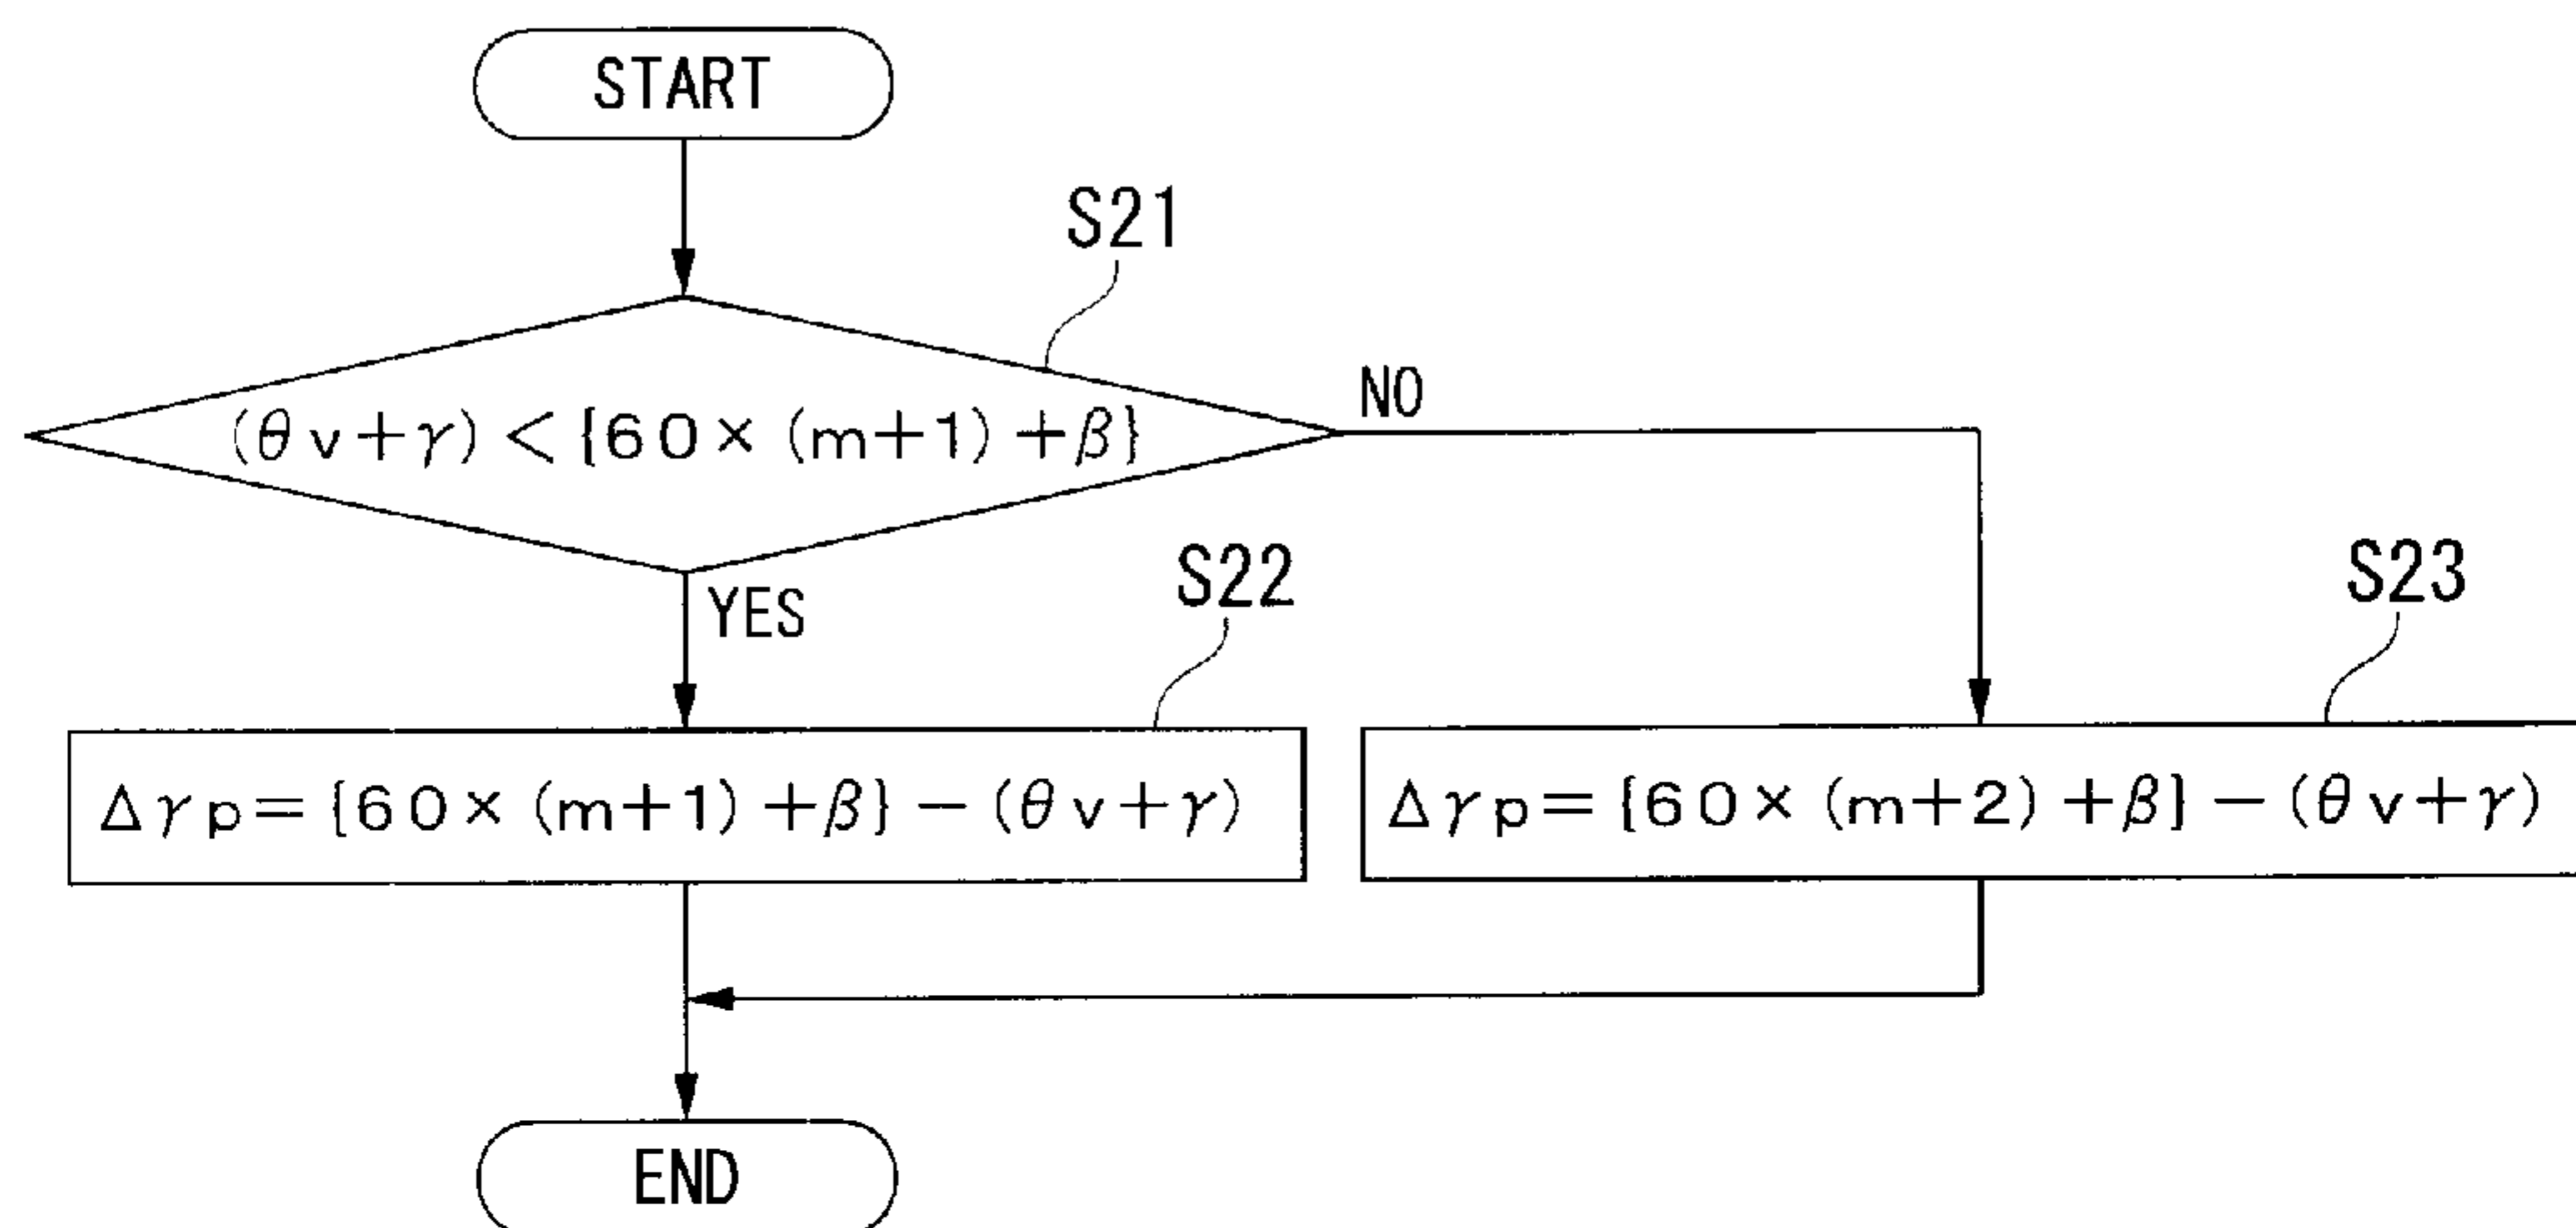 START
S21
(θv+γ)<{60×(m+1)+β}
NO
YES
S22
S23
Δγp={60×(m+1)+β}−(θv+γ)
Δγp={60×(m+2)+β}−(θv+γ)
END